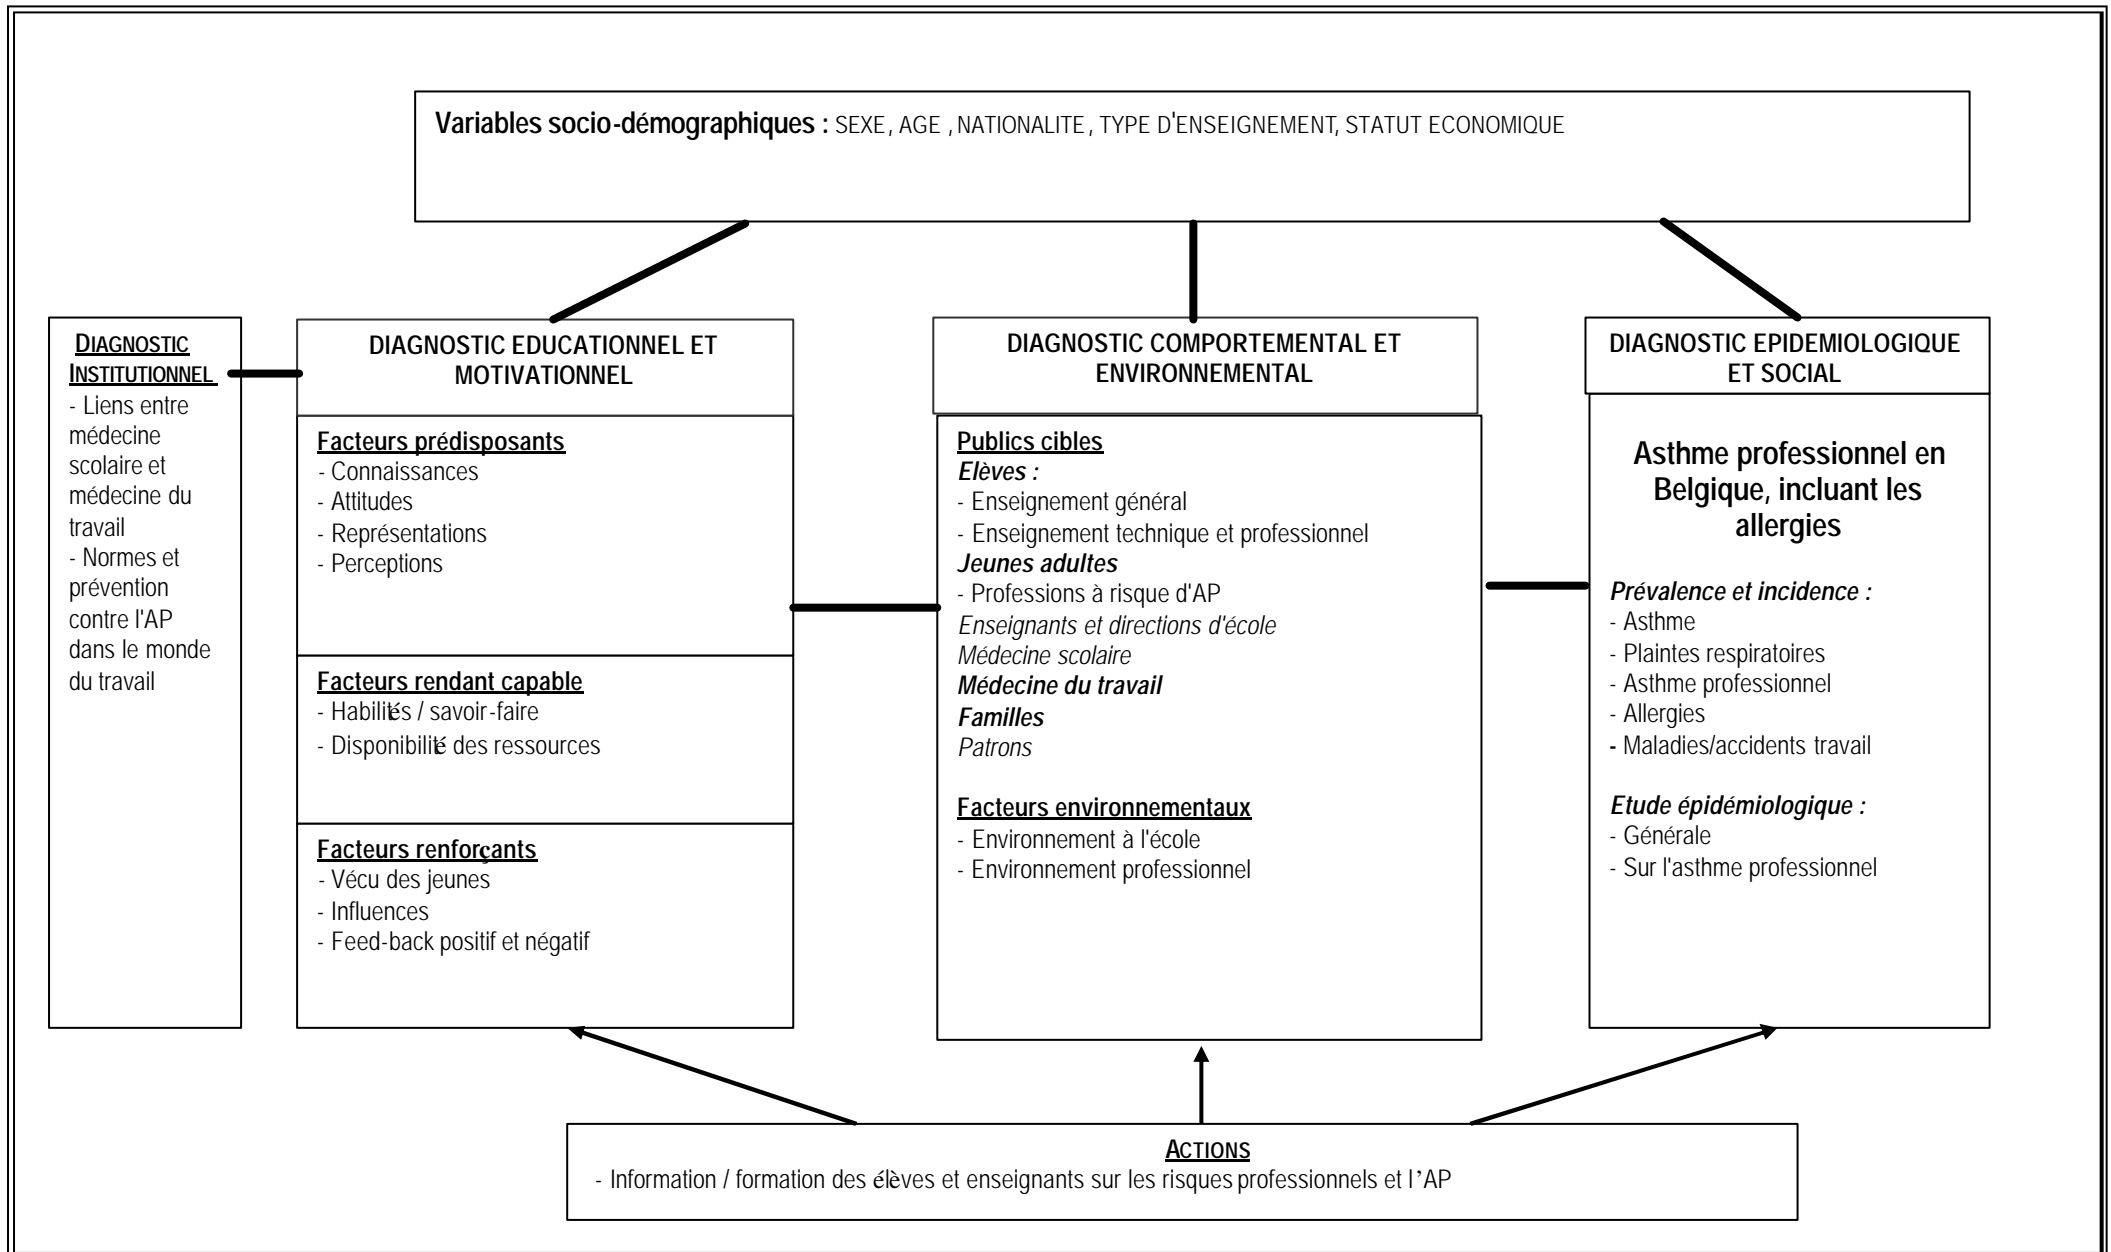 Variables socio-démographiques : SEXE, AGE , NATIONALITE, TYPE D'ENSEIGNEMENT, STATUT ECONOMIQUE
DIAGNOSTIC
INSTITUTIONNEL
- Liens entre
médecine
scolaire et
médecine du
travail
- Normes et
prévention
contre l'AP
dans le monde
du travail
DIAGNOSTIC EDUCATIONNEL ET
MOTIVATIONNEL
Facteurs prédisposants
- Connaissances
- Attitudes
- Représentations
- Perceptions
Facteurs rendant capable
- Habilités / savoir-faire
- Disponibilité des ressources
Facteurs renforçants
- Vécu des jeunes
- Influences
- Feed-back positif et négatif
DIAGNOSTIC COMPORTEMENTAL ET
ENVIRONNEMENTAL
Publics cibles
Elèves :
- Enseignement général
- Enseignement technique et professionnel
Jeunes adultes
- Professions à risque d'AP
Enseignants et directions d'école
Médecine scolaire
Médecine du travail
Familles
Patrons
Facteurs environnementaux
- Environnement à l'école
- Environnement professionnel
DIAGNOSTIC EPIDEMIOLOGIQUE
ET SOCIAL
Asthme professionnel en
Belgique, incluant les
allergies
Prévalence et incidence :
- Asthme
- Plaintes respiratoires
- Asthme professionnel
- Allergies
- Maladies/accidents travail
Etude épidémiologique :
- Générale
- Sur l'asthme professionnel
ACTIONS
- Information / formation des élèves et enseignants sur les risques professionnels et l’AP